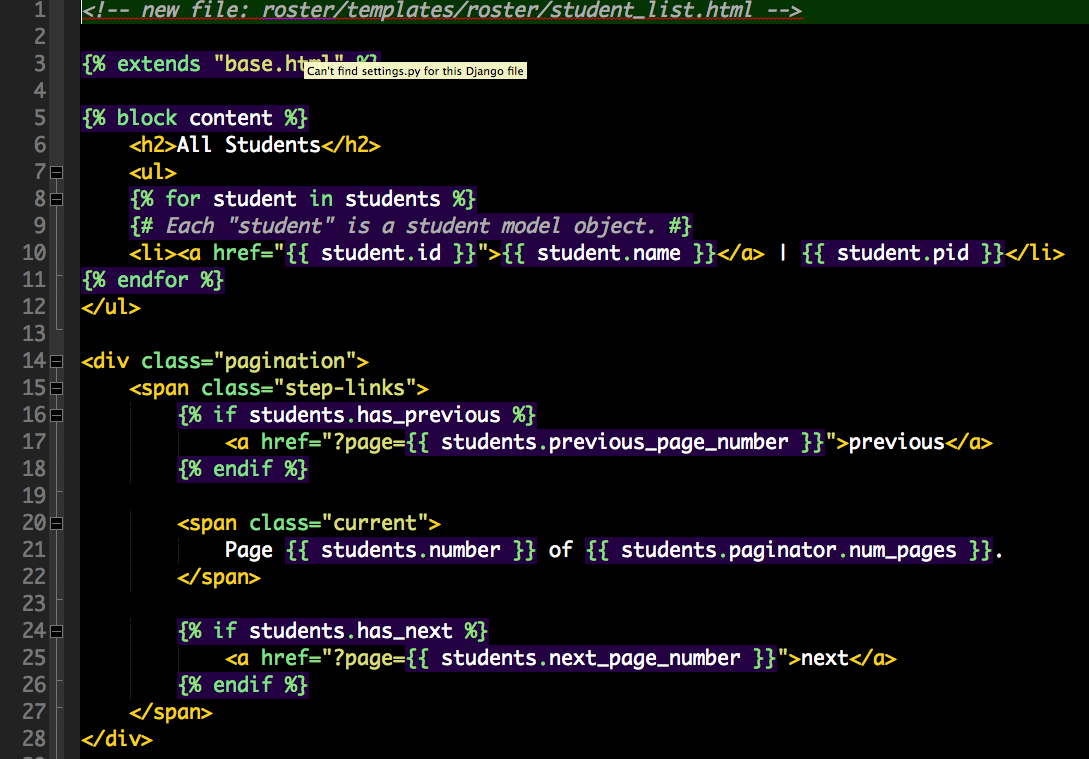 1 <!-- new file: roster/templates/roster/student_list.html -->
2
3 {% extends "base.html" %}
Can't find settings.py for this Django file
4
5 {% block content %}
6 <h2>All Students</h2>
7 <ul>
8 {% for student in students %}
9 {# Each "student" is a student model object. #}
10 <li><a href="{{ student.id }}">{{ student.name }}</a> | {{ student.pid }}</li>
11 {% endfor %}
12 </ul>
13
14 <div class="pagination">
15 <span class="step-links">
16 {% if students.has_previous %}
17 <a href="?page={{ students.previous_page_number }}">previous</a>
18 {% endif %}
19
20 <span class="current">
21 Page {{ students.number }} of {{ students.paginator.num_pages }}.
22 </span>
23
24 {% if students.has_next %}
25 <a href="?page={{ students.next_page_number }}">next</a>
26 {% endif %}
27 </span>
28 </div>